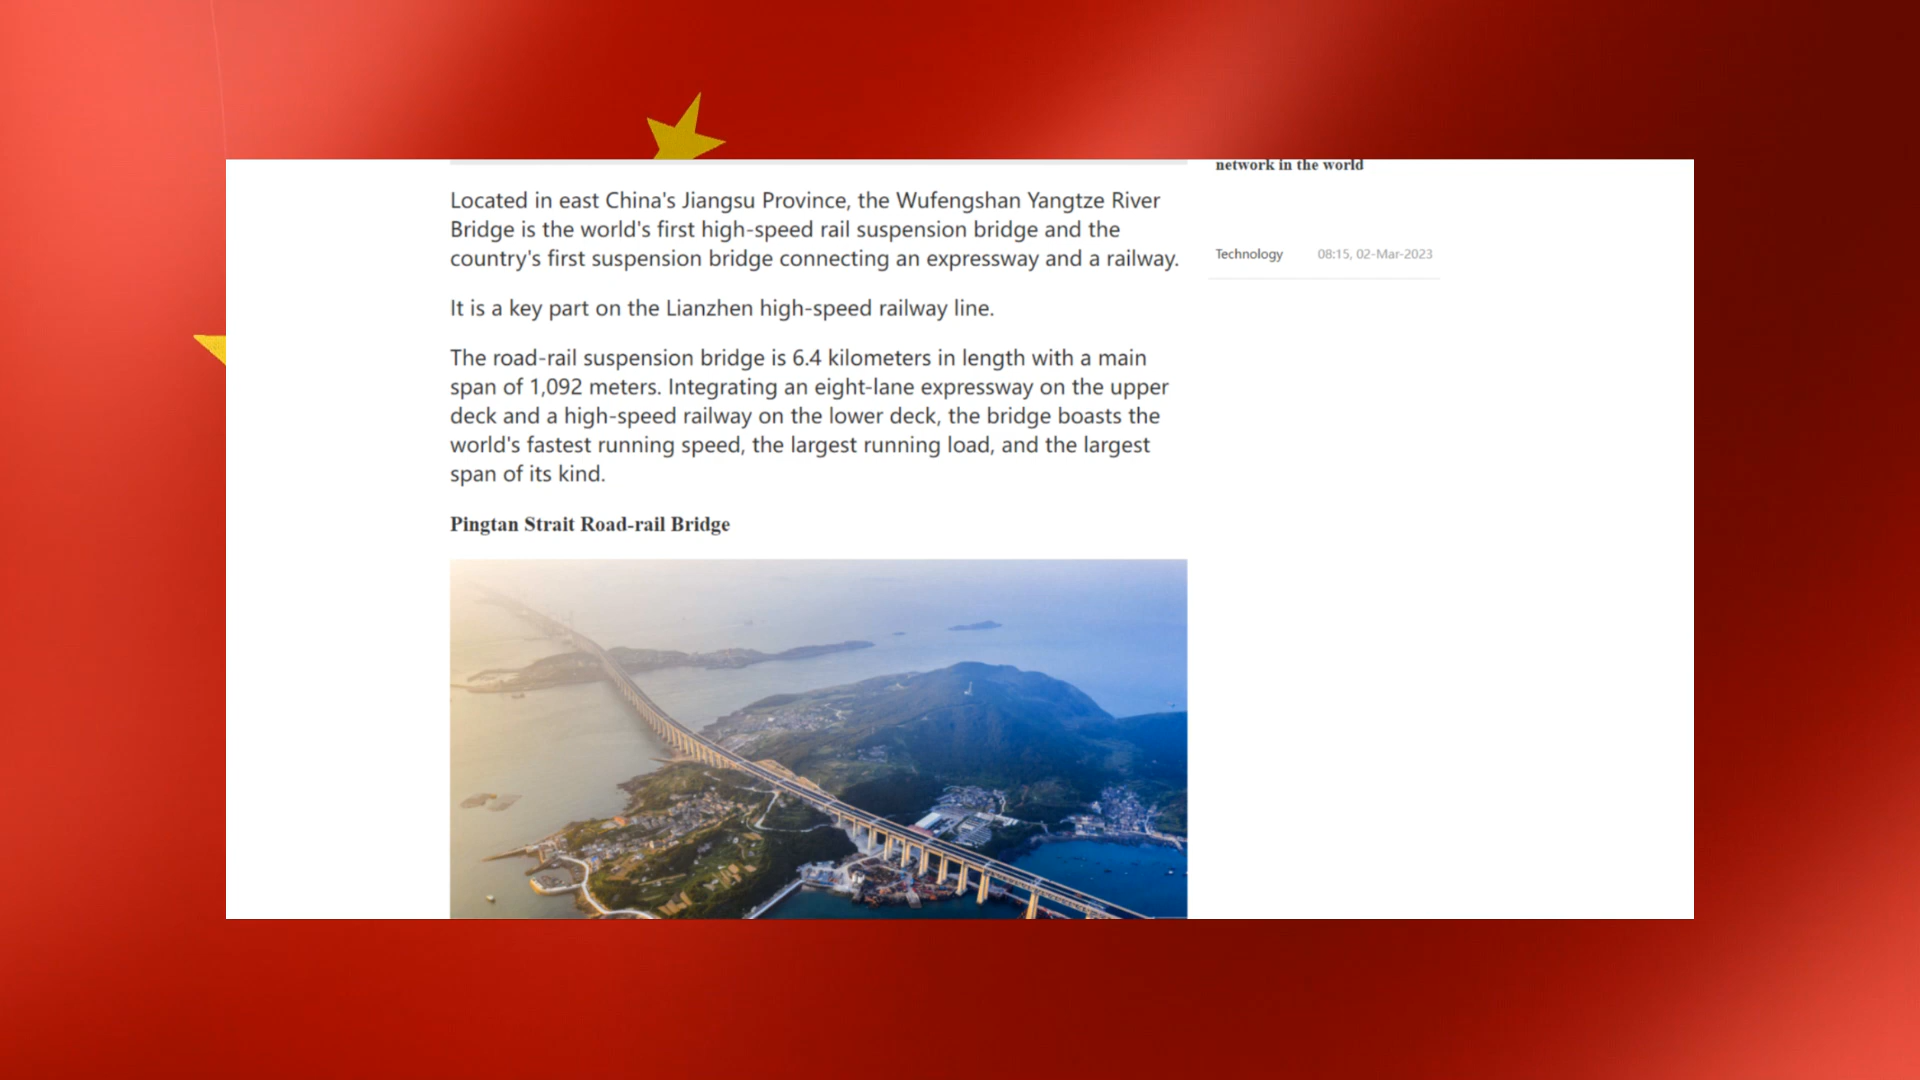 network in the world
Located in east China's Jiangsu Province, the Wufengshan Yangtze River
Bridge is the world's first high-speed rail suspension bridge and the
country's first suspension bridge connecting an expressway and a railway.
Technology 08:15, 02-Mar-2023
It is a key part on the Lianzhen high-speed railway line.
The road-rail suspension bridge is 6.4 kilometers in length with a main
span of 1,092 meters. Integrating an eight-lane expressway on the upper
deck and a high-speed railway on the lower deck, the bridge boasts the
world's fastest running speed, the largest running load, and the largest
span of its kind.
Pingtan Strait Road-rail Bridge